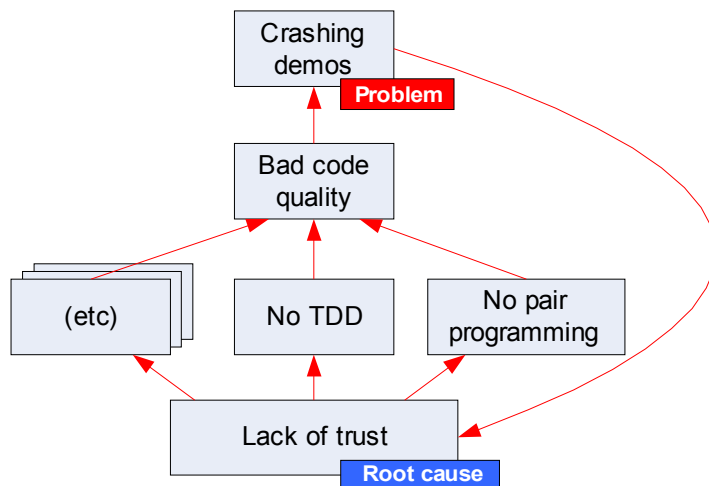 Crashing
demos
Problem
Bad code
quality
(etc)
No TDD
No pair
programming
Lack of trust
Root cause